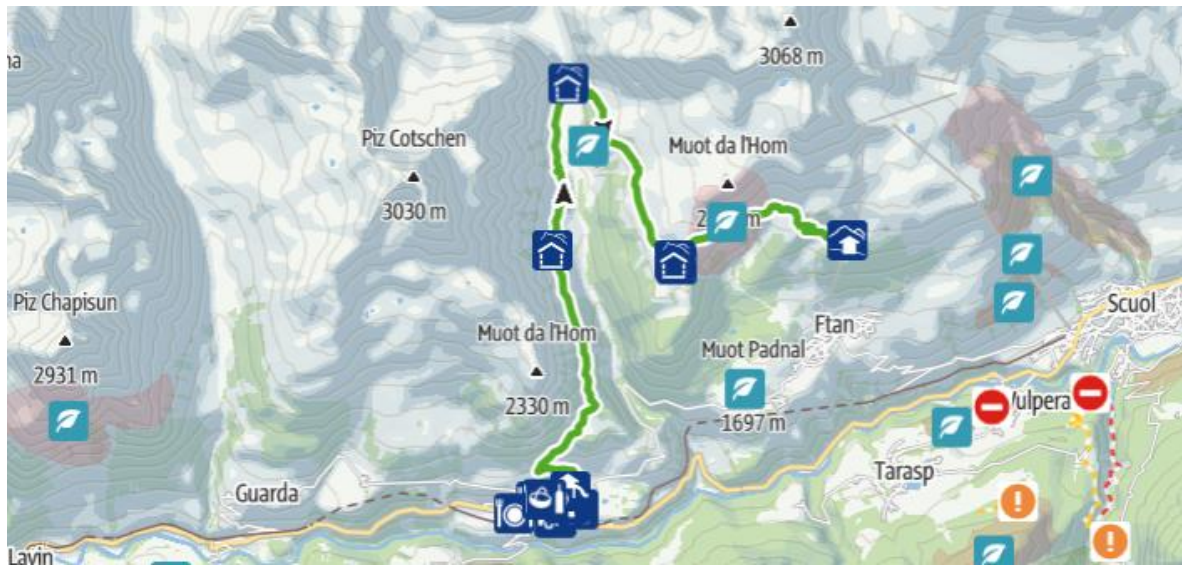 3068 m
Piz Cotschen
Muot da l'Hom
3030 m
Piz Chapisun
Muot da l'Hom
Ftan
Scuol
Muot Padnal
2931 m
2330 m
1697 m
Vulpera
Tarasp
Guarda
Lavin